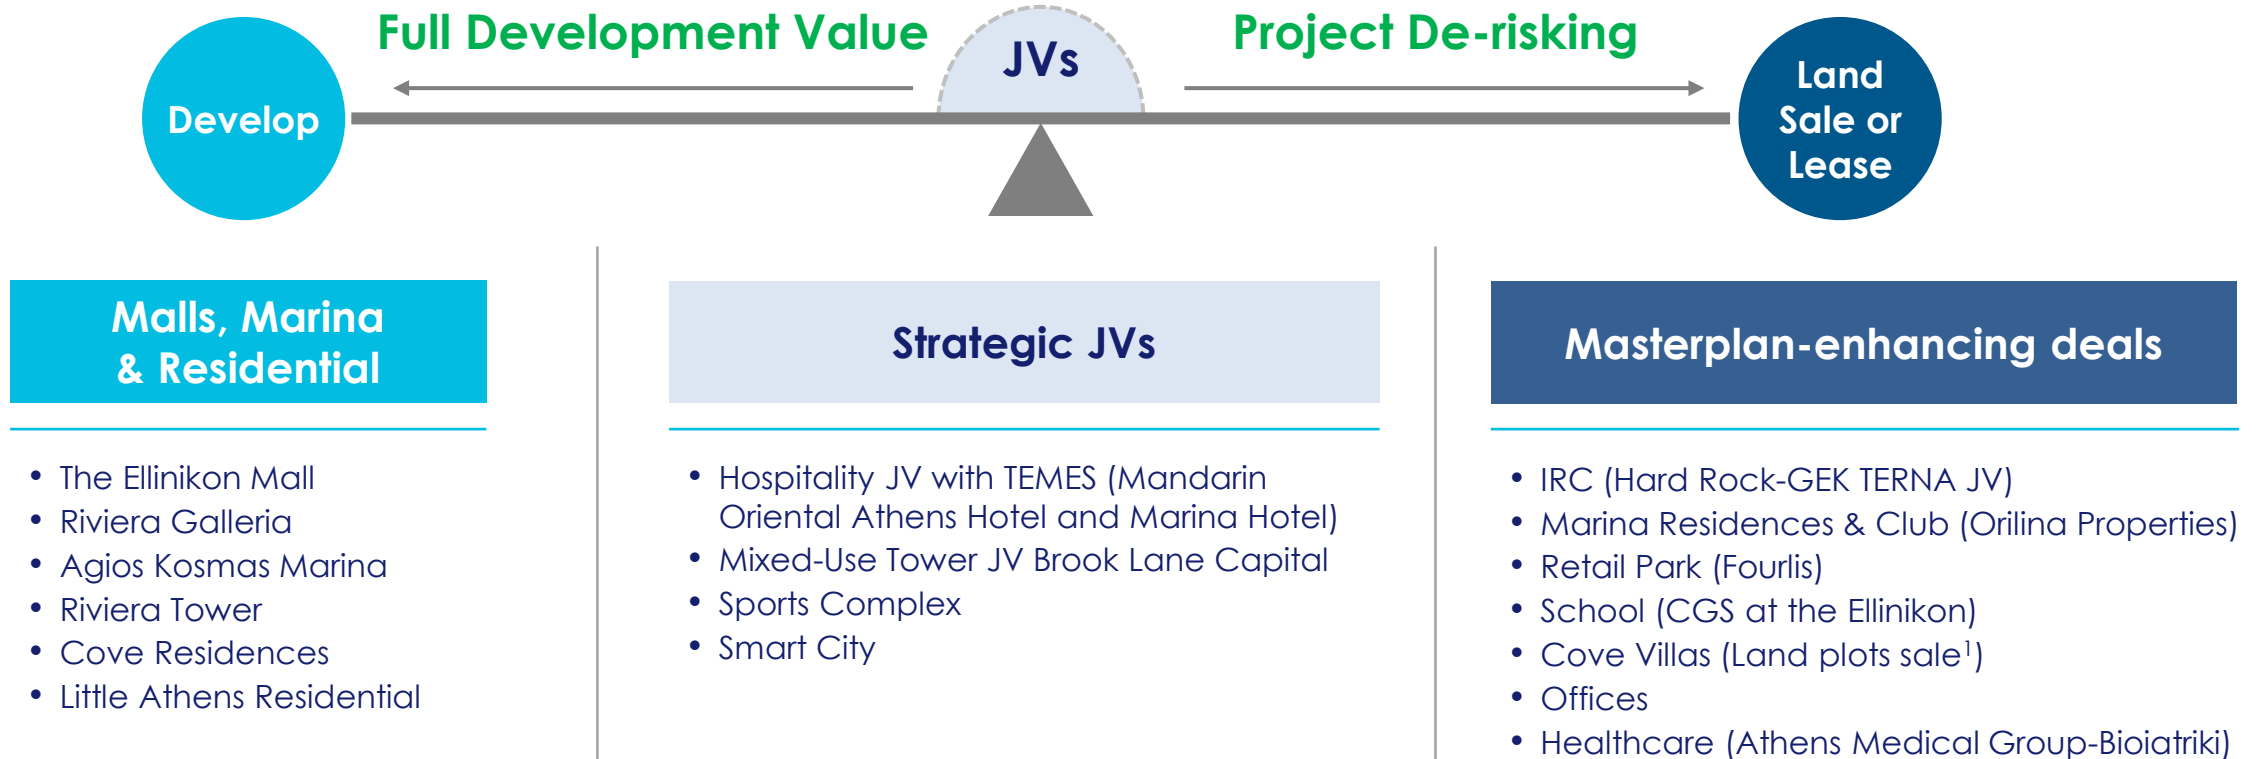 Full Development Value
JVs
Project De-risking
Develop
Land
Sale or
Lease
Malls, Marina
& Residential
• The Ellinikon Mall
• Riviera Galleria
• Agios Kosmas Marina
• Riviera Tower
• Cove Residences
• Little Athens Residential
Strategic JVs
• Hospitality JV with TEMES (Mandarin
Oriental Athens Hotel and Marina Hotel)
• Mixed-Use Tower JV Brook Lane Capital
• Sports Complex
• Smart City
Masterplan-enhancing deals
• IRC (Hard Rock-GEK TERNA JV)
• Marina Residences & Club (Orilina Properties)
• Retail Park (Fourlis)
• School (CGS at the Ellinikon)
• Cove Villas (Land plots sale¹)
• Offices
• Healthcare (Athens Medical Group-Bioiatriki)